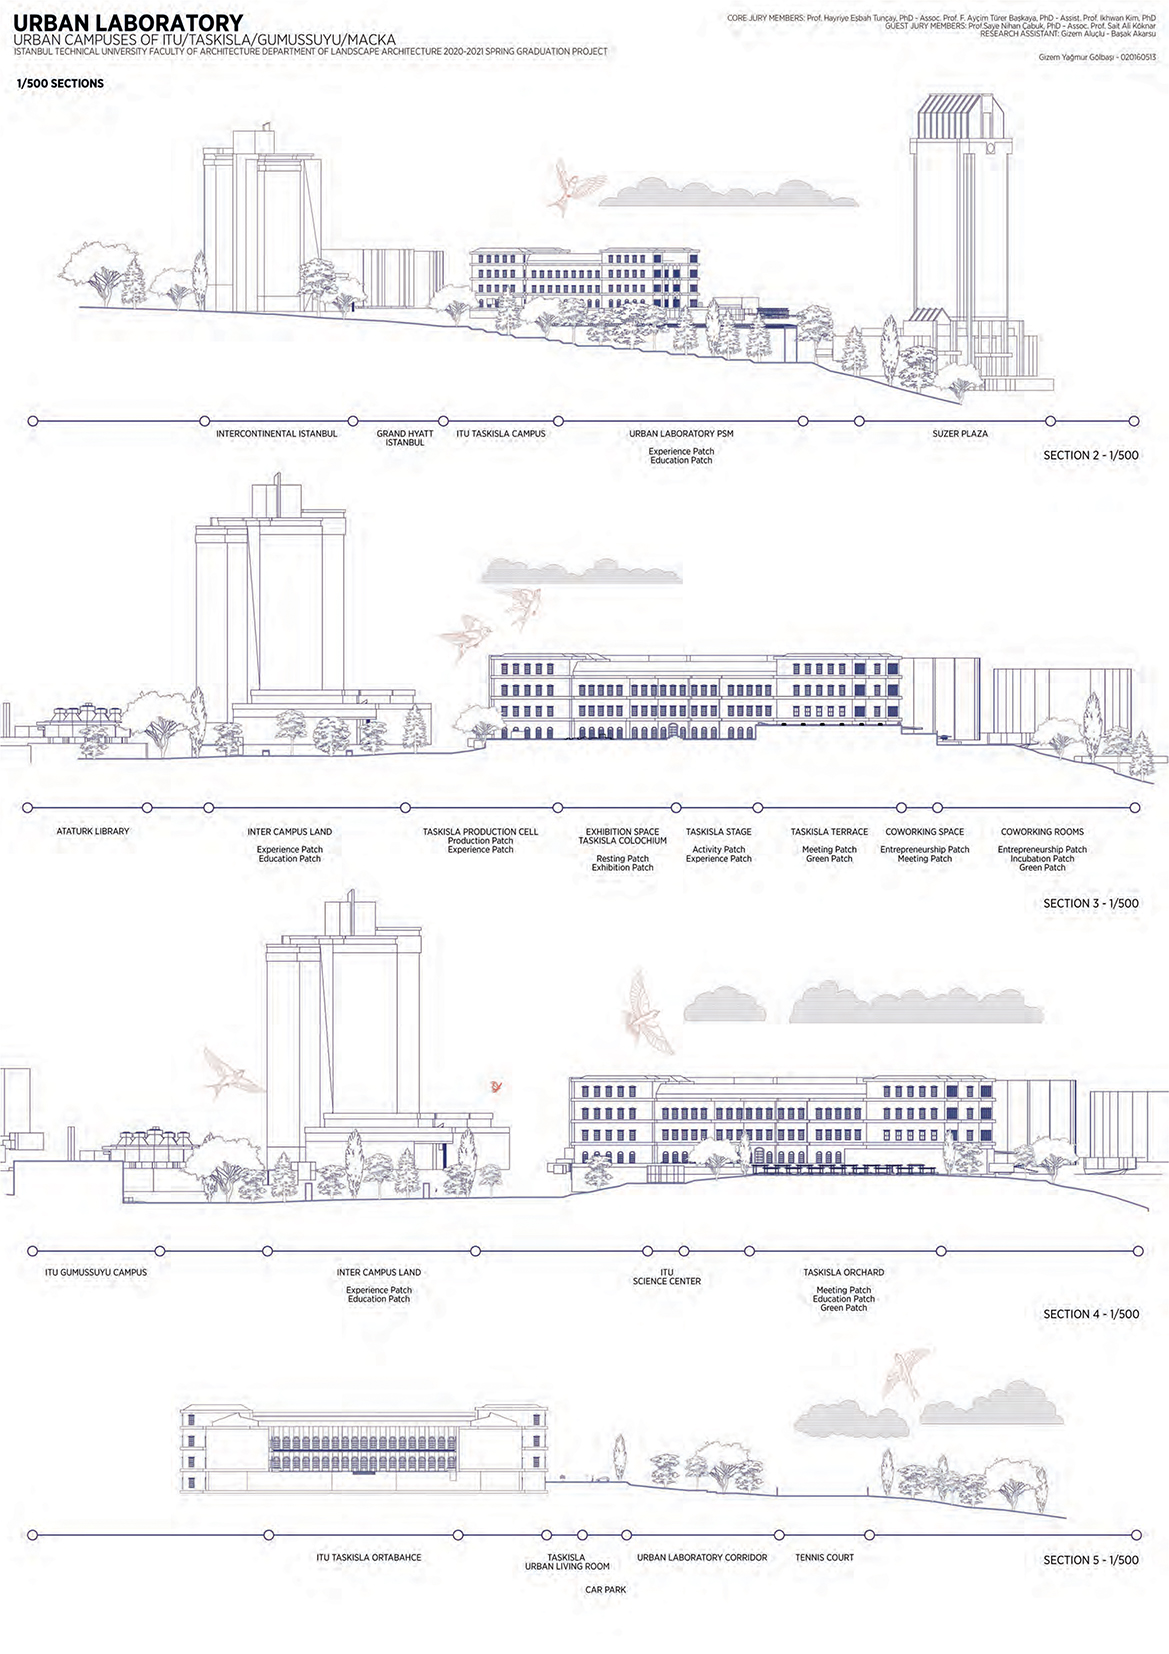 URBAN LABORATORY
URBAN CAMPUSES OF ITU/TASKISLA/GUMUSSUYU/MACKA
ISTANBUL TECHNICAL UNIVERSITY FACULTY OF ARCHITECTURE DEPARTMENT OF LANDSCAPE ARCHITECTURE 2020-2021 SPRING GRADUATION PROJECT
CORE JURY MEMBERS: Prof. Hayriye Eşbah Tunçay, PhD - Assoc. Prof. F. Ayçim Türer Başkaya, PhD - Assist. Prof. Ikhwan Kim, PhD
GUEST JURY MEMBERS: Prof.Saye Nihan Çabuk, PhD - Assoc. Prof. Sait Ali Köknar
RESEARCH ASSISTANT: Gizem Aluçlu - Başak Akarsu
Gizem Yağmur Gölbaşı - 020160513
1/500 SECTIONS
INTERCONTINENTAL ISTANBUL
GRAND HYATT
ISTANBUL
ITU TASKISLA CAMPUS
URBAN LABORATORY PSM
Experience Patch
Education Patch
SUZER PLAZA
SECTION 2 - 1/500
ATATURK LIBRARY
INTER CAMPUS LAND
Experience Patch
Education Patch
TASKISLA PRODUCTION CELL
Production Patch
Experience Patch
EXHIBITION SPACE
TASKISLA COLOCHIUM
Resting Patch
Exhibition Patch
TASKISLA STAGE
Activity Patch
Experience Patch
TASKISLA TERRACE
Meeting Patch
Green Patch
COWORKING SPACE
Entrepreneurship Patch
Meeting Patch
COWORKING ROOMS
Entrepreneurship Patch
Incubatıon Patch
Green Patch
SECTION 3 - 1/500
ITU GUMUSSUYU CAMPUS
INTER CAMPUS LAND
Experience Patch
Education Patch
ITU
SCIENCE CENTER
TASKISLA ORCHARD
Meeting Patch
Education Patch
Green Patch
SECTION 4 - 1/500
ITU TASKISLA ORTABAHCE
TASKISLA
URBAN LIVING ROOM
CAR PARK
URBAN LABORATORY CORRIDOR
TENNIS COURT
SECTION 5 - 1/500